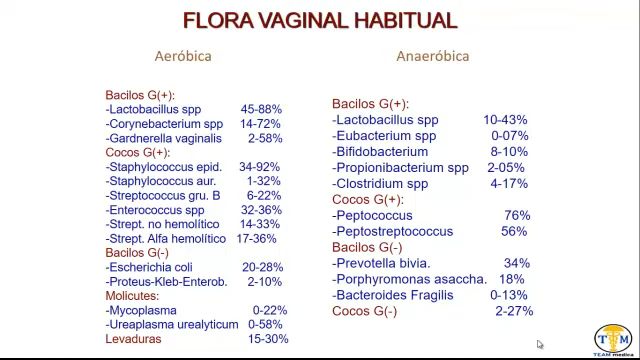 FLORA VAGINAL HABITUAL
Aeróbica
Bacilos G(+):
-Lactobacillus spp 45-88%
-Corynebacterium spp 14-72%
-Gardnerella vaginalis 2-58%
Cocos G(+):
-Staphylococcus epid. 34-92%
-Staphylococcus aur. 1-32%
-Streptococcus gru. B 6-22%
-Enterococcus spp 32-36%
-Strept. no hemolítico 14-33%
-Strept. Alfa hemolítico 17-36%
Bacilos G(-)
-Escherichia coli 20-28%
-Proteus-Kleb-Enterob. 2-10%
Molicutes:
-Mycoplasma 0-22%
-Ureaplasma urealyticum 0-58%
Levaduras 15-30%
Anaeróbica
Bacilos G(+):
-Lactobacillus spp 10-43%
-Eubacterium spp 0-07%
-Bifidobacterium 8-10%
-Propionibacterium spp 2-05%
-Clostridium spp 4-17%
Cocos G(+):
-Peptococcus 76%
-Peptostreptococcus 56%
Bacilos G(-)
-Prevotella bivia. 34%
-Porphyromonas asaccha. 18%
-Bacteroides Fragilis 0-13%
Cocos G(-) 2-27%
T M
TEAM medica